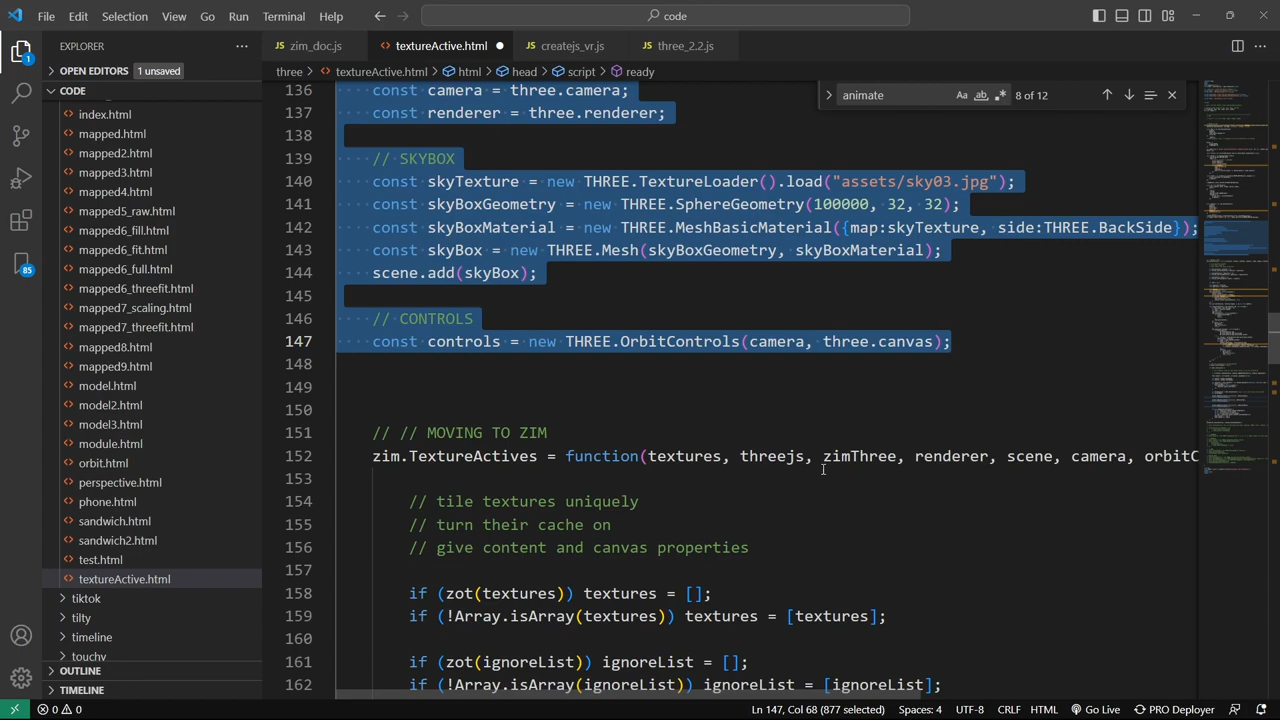 File Edit Selection View Go Run Terminal Help
code
EXPLORER
zim_doc.js
textureActive.html
createjs_vr.js
three_2.2.js
OPEN EDITORS 1 unsaved
three > textureActive.html > html > head > script > ready
CODE
animate
Aa ab
8 of 12
index.html
mapped.html
mapped2.html
mapped3.html
mapped4.html
mapped5_raw.html
mapped6_fill.html
mapped6_fit.html
mapped6_full.html
mapped6_threefit.html
mapped7_scaling.html
mapped7_threefit.html
mapped8.html
mapped9.html
model.html
model2.html
model3.html
module.html
orbit.html
perspective.html
phone.html
sandwich.html
sandwich2.html
test.html
textureActive.html
tiktok
tilty
timeline
touchy
OUTLINE
TIMELINE
1
85
136 const camera = three.camera;
137 const renderer = three.renderer;
138
139 // SKYBOX
140 const skyTexture = new THREE.TextureLoader().load("assets/sky03.jpg");
141 const skyBoxGeometry = new THREE.SphereGeometry(100000, 32, 32);
142 const skyBoxMaterial = new THREE.MeshBasicMaterial({map:skyTexture, side:THREE.BackSide});
143 const skyBox = new THREE.Mesh(skyBoxGeometry, skyBoxMaterial);
144 scene.add(skyBox);
145
146 // CONTROLS
147 const controls = new THREE.OrbitControls(camera, three.canvas);
148
149
150
151 // // MOVING TO ZIM
152 zim.TextureActives = function(textures, threejs, zimThree, renderer, scene, camera, orbitC
153
154 // tile textures uniquely
155 // turn their cache on
156 // give content and canvas properties
157
158 if (zot(textures)) textures = [];
159 if (!Array.isArray(textures)) textures = [textures];
160
161 if (zot(ignoreList)) ignoreList = [];
162 if (!Array.isArray(ignoreList)) ignoreList = [ignoreList];
0 0
Ln 147, Col 68 (877 selected) Spaces: 4 UTF-8 CRLF HTML Go Live PRO Deployer